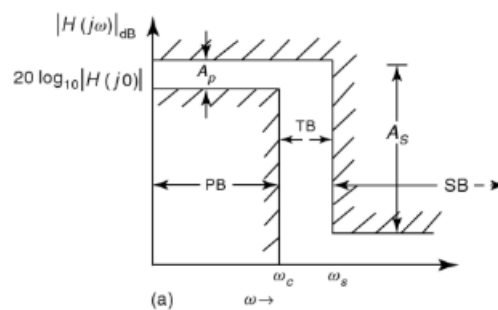 |H(jω)|dB
20 log10|H(j0)|
Ap
TB
As
PB
SB
ωc
ωs
(a)
ω→